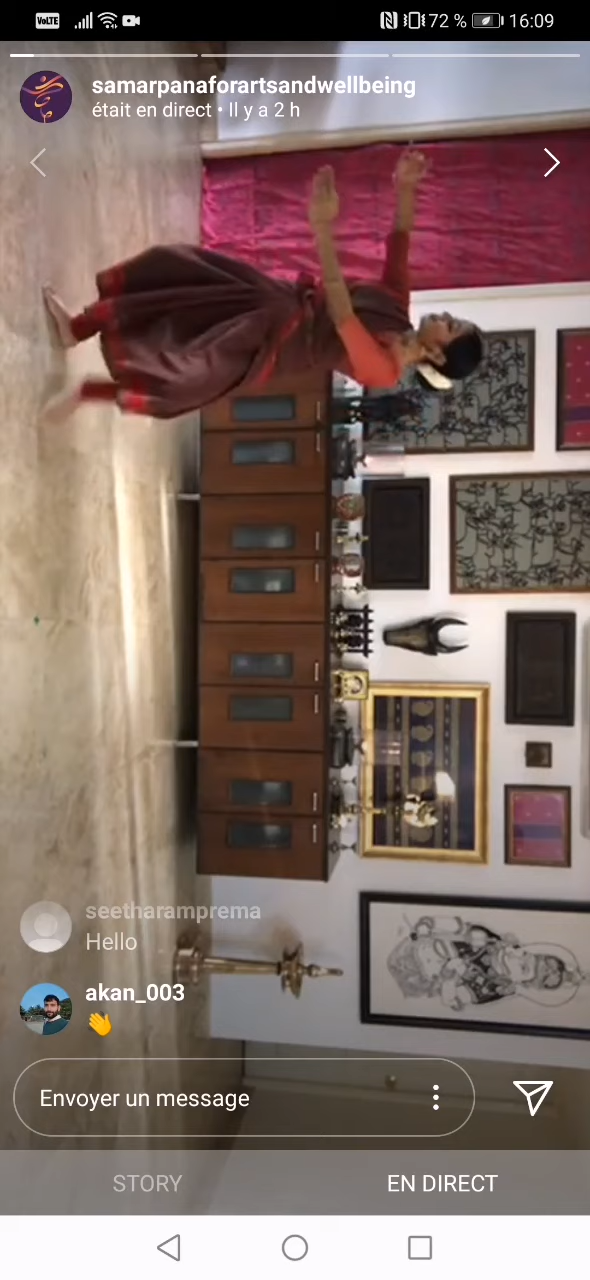 VoLTE 72 % 16:09
samarpanaforartsandwellbeing
était en direct • Il y a 2 h
seetharamprema
Hello
akan_003
👋
Envoyer un message
STORY EN DIRECT